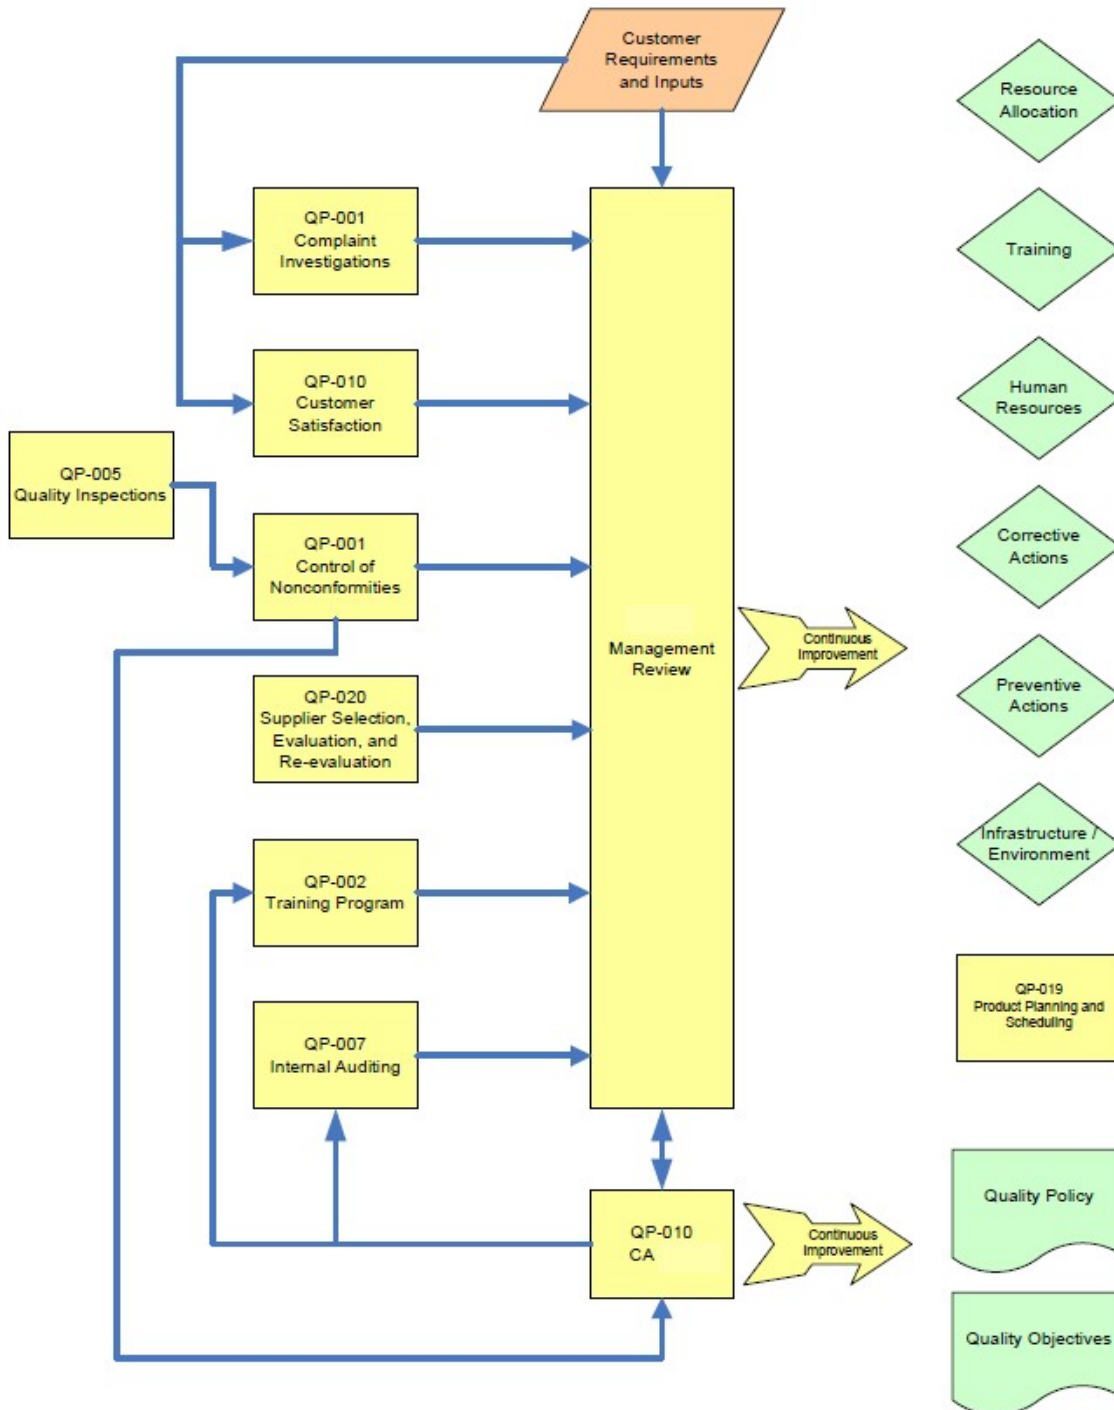 Customer
Requirements
and Inputs
Resource
Allocation
QP-001
Complaint
Investigations
Training
QP-010
Customer
Satisfaction
Human
Resources
QP-005
Quality Inspections
QP-001
Control of
Nonconformities
Corrective
Actions
Management
Review
Continuous
Improvement
QP-020
Supplier Selection,
Evaluation, and
Re-evaluation
Preventive
Actions
QP-002
Training Program
Infrastructure /
Environment
QP-007
Internal Auditing
QP-019
Product Planning and
Scheduling
QP-010
CA
Continuous
Improvement
Quality Policy
Quality Objectives